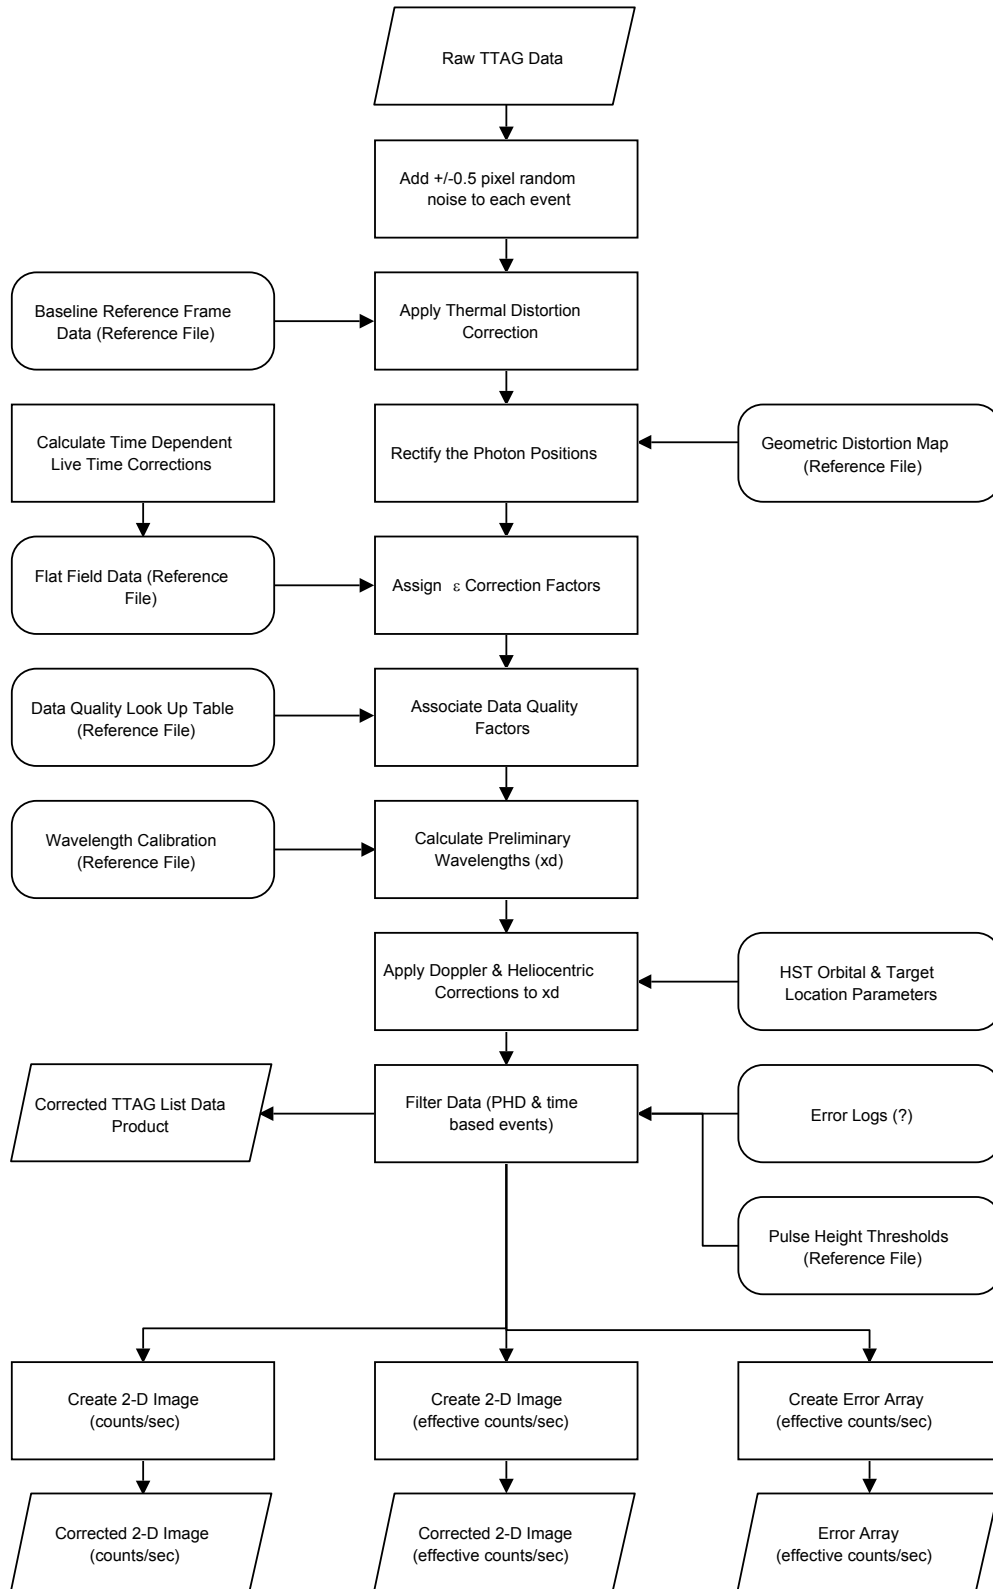 Raw TTAG Data
Add +/-0.5 pixel random
noise to each event
Baseline Reference Frame
Data (Reference File)
Apply Thermal Distortion
Correction
Calculate Time Dependent
Live Time Corrections
Rectify the Photon Positions
Geometric Distortion Map
(Reference File)
Flat Field Data (Reference
File)
Assign ε Correction Factors
Data Quality Look Up Table
(Reference File)
Associate Data Quality
Factors
Wavelength Calibration
(Reference File)
Calculate Preliminary
Wavelengths (xd)
Apply Doppler & Heliocentric
Corrections to xd
HST Orbital & Target
Location Parameters
Corrected TTAG List Data
Product
Filter Data (PHD & time
based events)
Error Logs (?)
Pulse Height Thresholds
(Reference File)
Create 2-D Image
(counts/sec)
Create 2-D Image
(effective counts/sec)
Create Error Array
(effective counts/sec)
Corrected 2-D Image
(counts/sec)
Corrected 2-D Image
(effective counts/sec)
Error Array
(effective counts/sec)